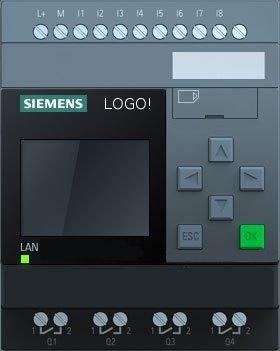 L+ M I1 I2 I3 I4 I5 I6 I7 I8
SIEMENS LOGO!
LAN
ESC OK
1 2 1 2 1 2 1 2
Q1 Q2 Q3 Q4